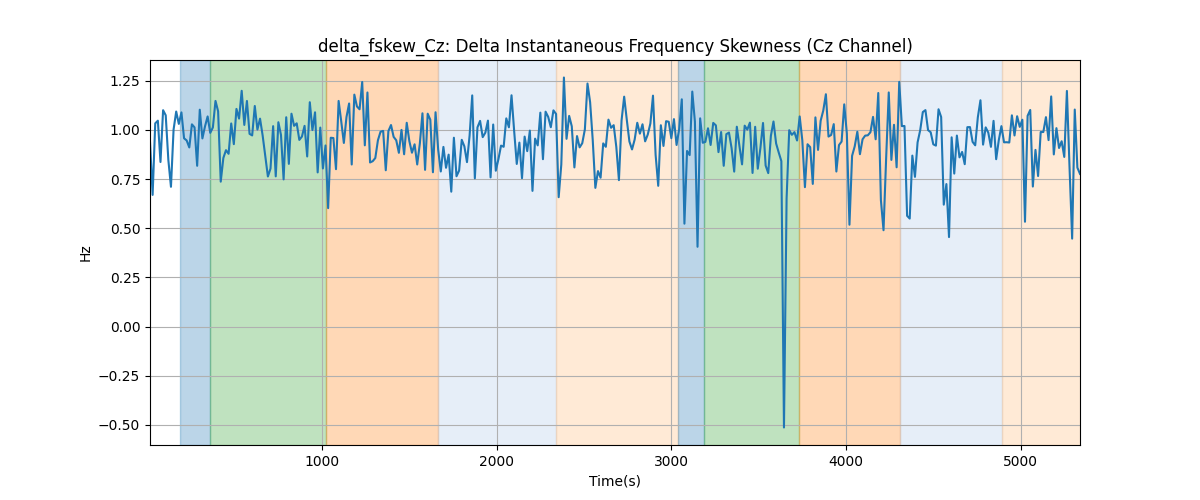 delta_fskew_Cz: Delta Instantaneous Frequency Skewness (Cz Channel)
1.25
1.00
0.75
0.50
0.25
0.00
−0.25
−0.50
Hz
1000 2000 3000 4000 5000
Time(s)